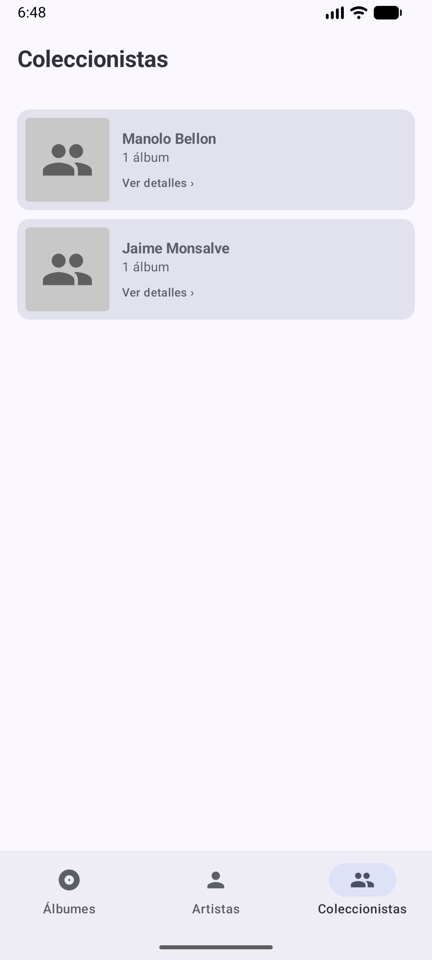 6:48
Coleccionistas
Manolo Bellon
1 álbum
Ver detalles ›
Jaime Monsalve
1 álbum
Ver detalles ›
Álbumes
Artistas
Coleccionistas